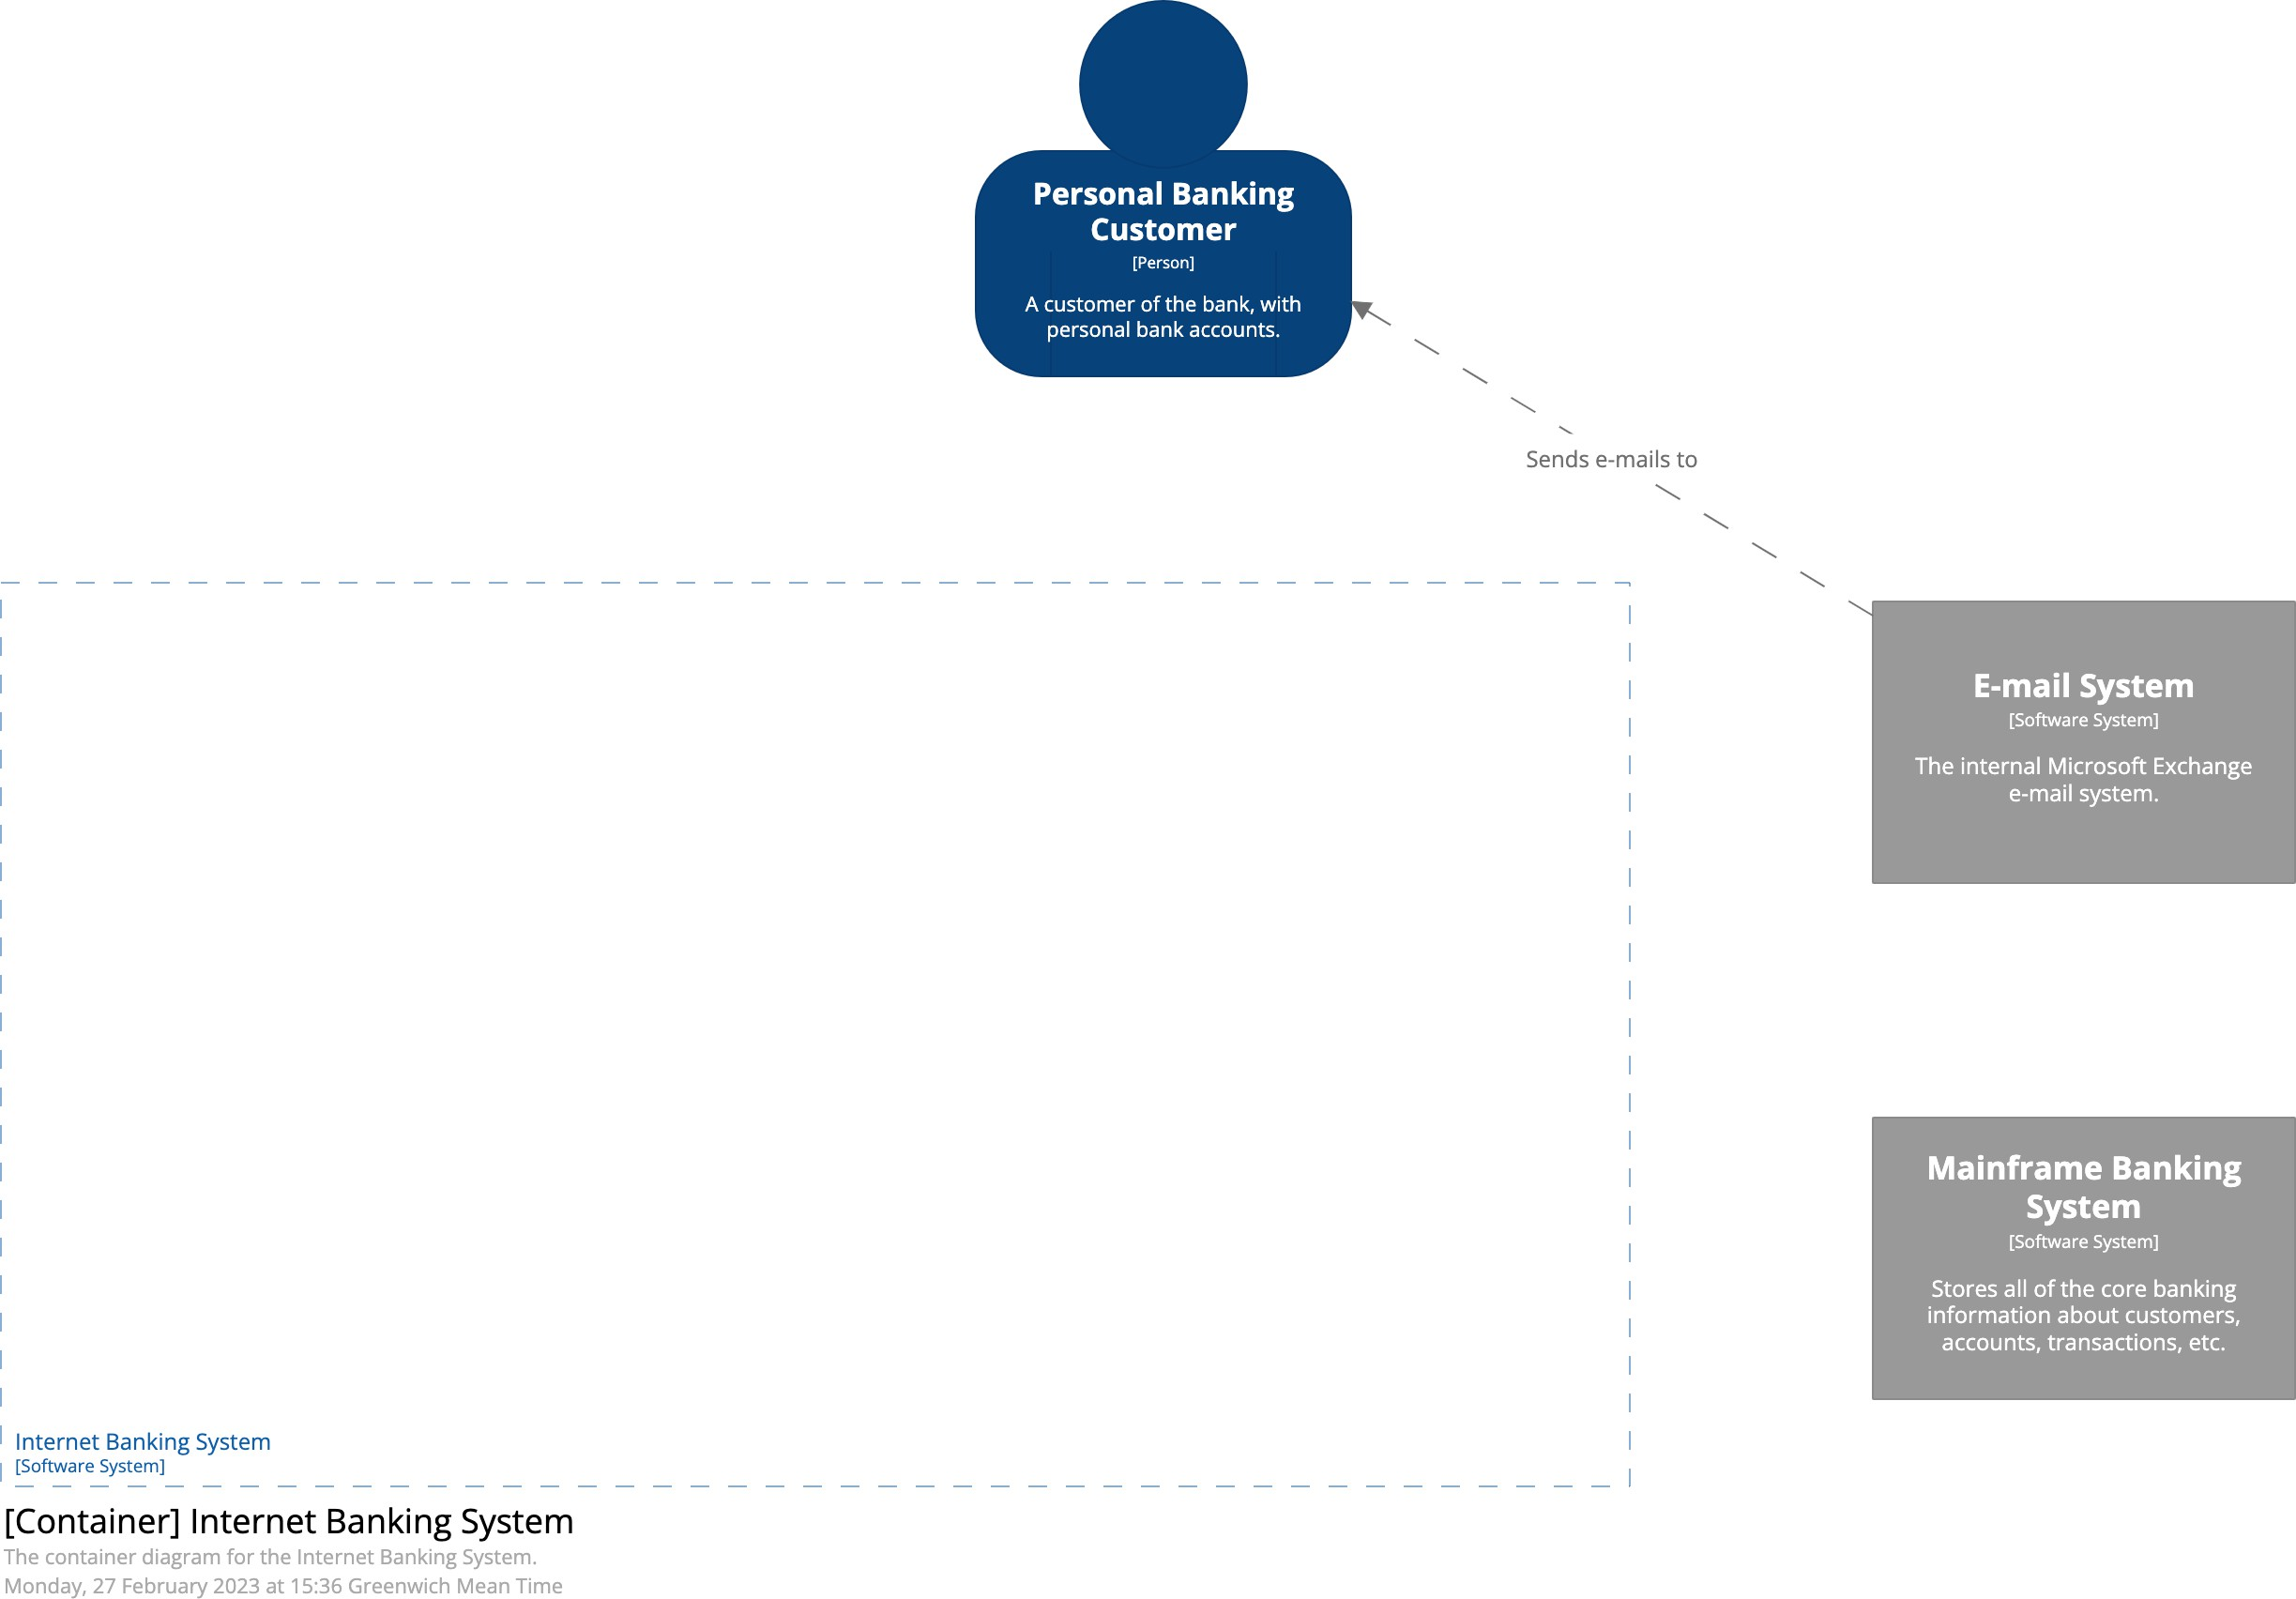 Personal Banking
Customer
[Person]
A customer of the bank, with
personal bank accounts.
Sends e-mails to
E-mail System
[Software System]
The internal Microsoft Exchange
e-mail system.
Mainframe Banking
System
[Software System]
Stores all of the core banking
information about customers,
accounts, transactions, etc.
Internet Banking System
[Software System]
[Container] Internet Banking System
The container diagram for the Internet Banking System.
Monday, 27 February 2023 at 15:36 Greenwich Mean Time